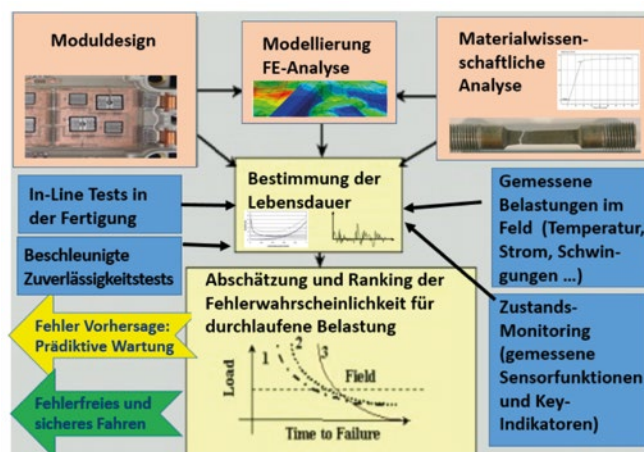 Moduldesign
Modellierung
FE-Analyse
Materialwissen-
schaftliche
Analyse
Bestimmung der
Lebensdauer
In-Line Tests in
der Fertigung
Beschleunigte
Zuverlässigkeitstests
Gemessene
Belastungen im
Feld (Temperatur,
Strom, Schwin-
gungen ...)
Abschätzung und Ranking der
Fehlerwahrscheinlichkeit für
durchlaufene Belastung
Fehler Vorhersage:
Prädiktive Wartung
Fehlerfreies und
sicheres Fahren
Zustands-
Monitoring
(gemessene
Sensorfunktionen
und Key-
Indikatoren)
1
2
3
Field
Load
Time to Failure